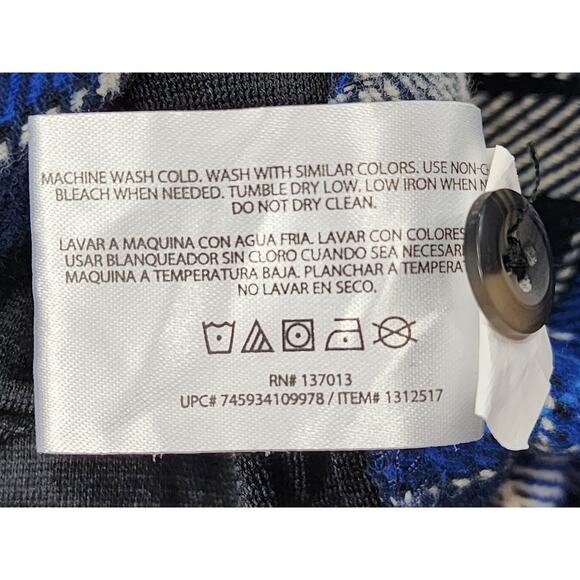 MACHINE WASH COLD. WASH WITH SIMILAR COLORS. USE NON-C
BLEACH WHEN NEEDED. TUMBLE DRY LOW, LOW IRON WHEN N
DO NOT DRY CLEAN.
LAVAR A MAQUINA CON AGUA FRIA. LAVAR CON COLORES
USAR BLANQUEADOR SIN CLORO CUANDO SEA NECESARI
MAQUINA A TEMPERATURA BAJA. PLANCHAR A TEMPERA
NO LAVAR EN SECO.
RN# 137013
UPC# 745934109978 / ITEM# 1312517